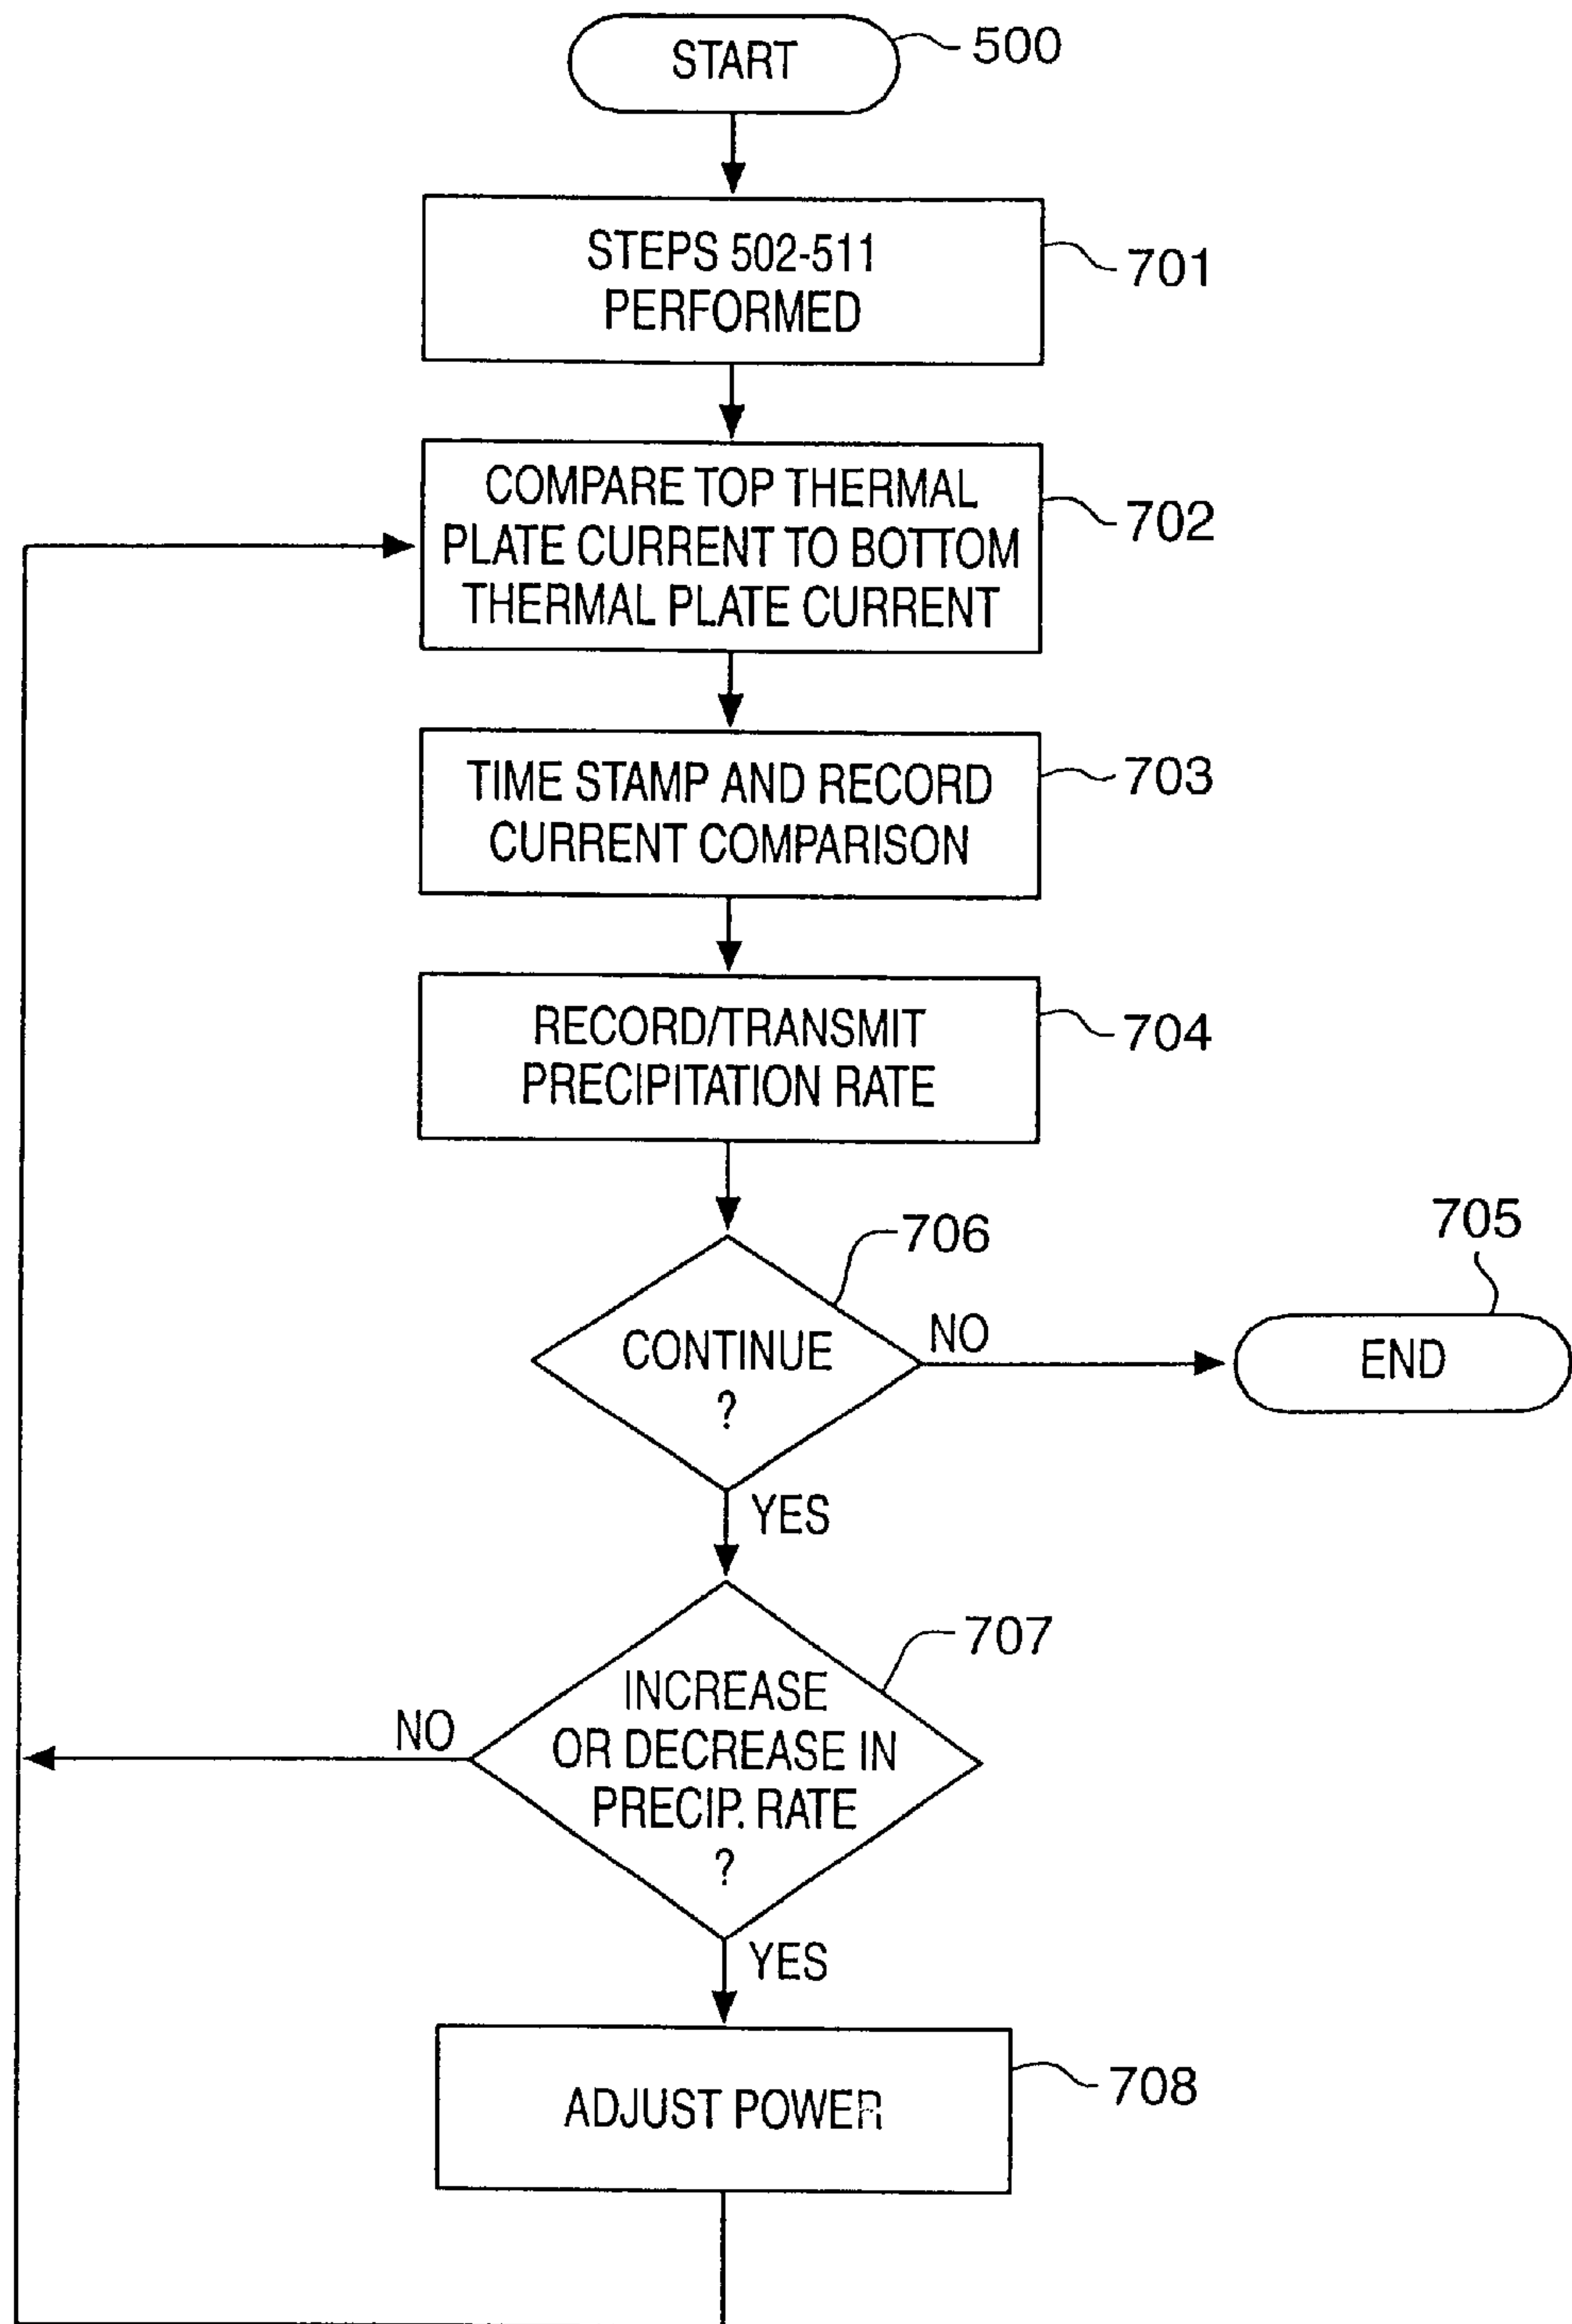 START
500
STEPS 502-511
PERFORMED
701
COMPARE TOP THERMAL
PLATE CURRENT TO BOTTOM
THERMAL PLATE CURRENT
702
TIME STAMP AND RECORD
CURRENT COMPARISON
703
RECORD/TRANSMIT
PRECIPITATION RATE
704
706
705
CONTINUE
?
NO
END
YES
707
INCREASE
OR DECREASE IN
PRECIP. RATE
?
NO
YES
ADJUST POWER
708